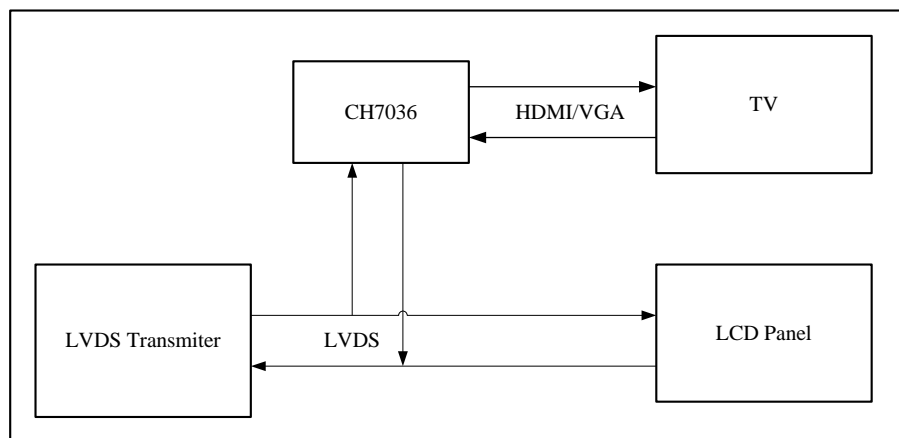 CH7036
HDMI/VGA
TV
LVDS Transmiter
LVDS
LCD Panel